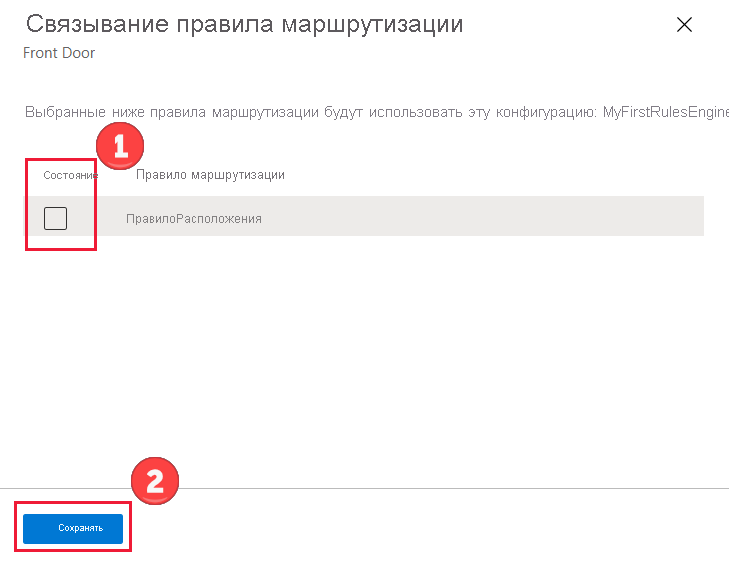 Связывание правила маршрутизации
Front Door
Выбранные ниже правила маршрутизации будут использовать эту конфигурацию: MyFirstRulesEngine
1
Состояние Правило маршрутизации
ПравилоРасположения
2
Сохранять